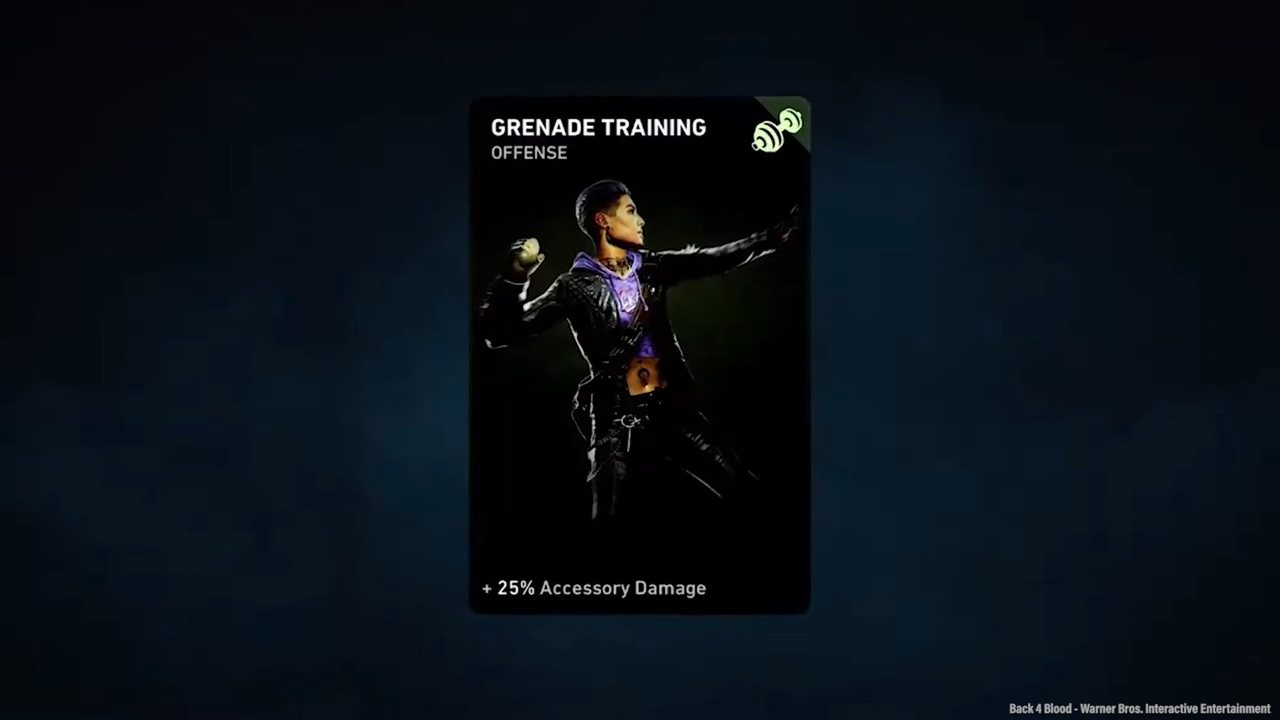 GRENADE TRAINING
OFFENSE
+ 25% Accessory Damage
Back 4 Blood - Warner Bros. Interactive Entertainment